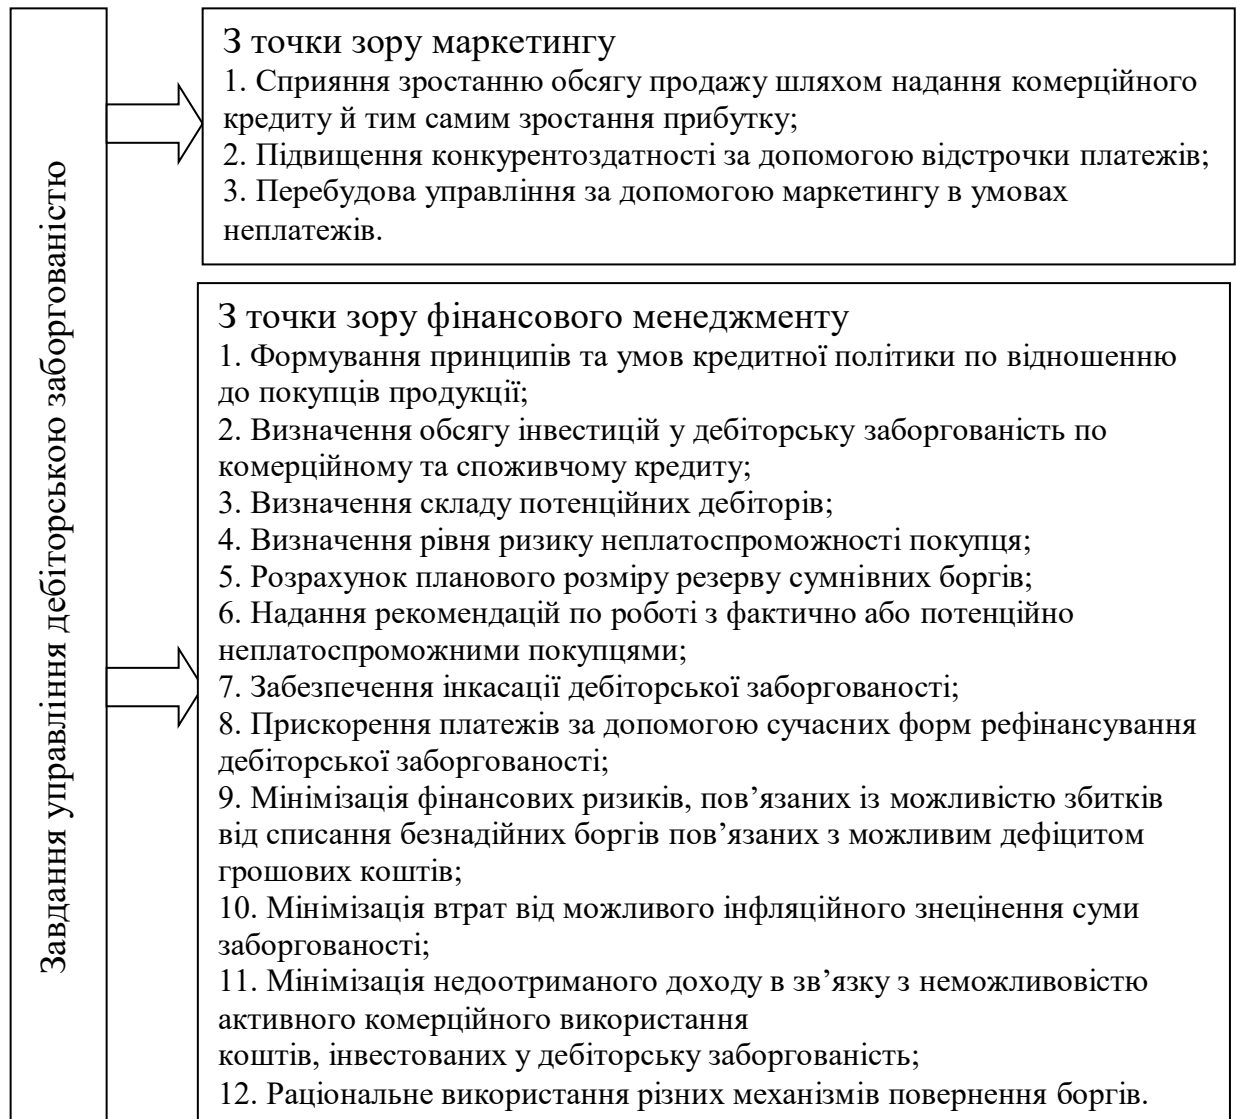 Завдання управління дебіторською заборгованістю
З точки зору маркетингу
1. Сприяння зростанню обсягу продажу шляхом надання комерційного
кредиту й тим самим зростання прибутку;
2. Підвищення конкурентоздатності за допомогою відстрочки платежів;
3. Перебудова управління за допомогою маркетингу в умовах
неплатежів.
З точки зору фінансового менеджменту
1. Формування принципів та умов кредитної політики по відношенню
до покупців продукції;
2. Визначення обсягу інвестицій у дебіторську заборгованість по
комерційному та споживчому кредиту;
3. Визначення складу потенційних дебіторів;
4. Визначення рівня ризику неплатоспроможності покупця;
5. Розрахунок планового розміру резерву сумнівних боргів;
6. Надання рекомендацій по роботі з фактично або потенційно
неплатоспроможними покупцями;
7. Забезпечення інкасації дебіторської заборгованості;
8. Прискорення платежів за допомогою сучасних форм рефінансування
дебіторської заборгованості;
9. Мінімізація фінансових ризиків, пов’язаних із можливістю збитків
від списання безнадійних боргів пов’язаних з можливим дефіцитом
грошових коштів;
10. Мінімізація втрат від можливого інфляційного знецінення суми
заборгованості;
11. Мінімізація недоотриманого доходу в зв’язку з неможливовістю
активного комерційного використання
коштів, інвестованих у дебіторську заборгованість;
12. Раціональне використання різних механізмів повернення боргів.